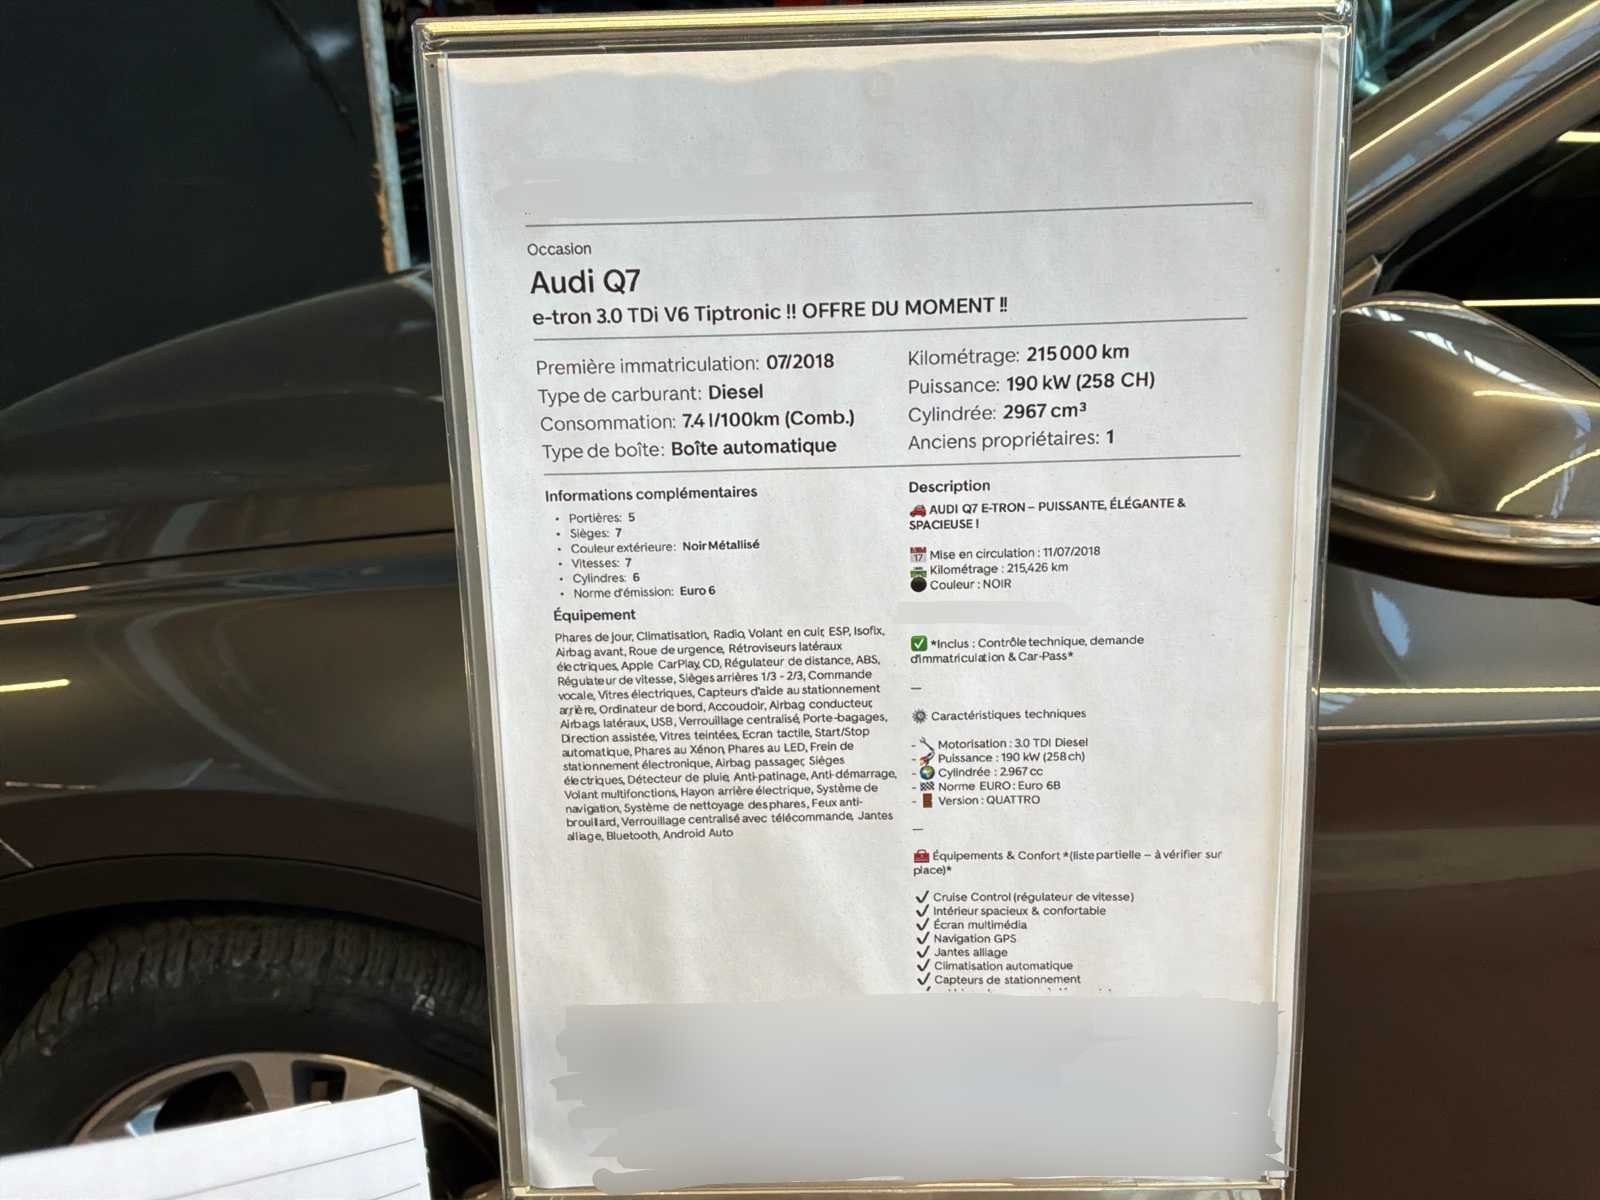 Occasion
Audi Q7
e-tron 3.0 TDi V6 Tiptronic !! OFFRE DU MOMENT !!
Première immatriculation: 07/2018
Type de carburant: Diesel
Consommation: 7.4 l/100km (Comb.)
Type de boîte: Boîte automatique
Kilométrage: 215 000 km
Puissance: 190 kW (258 CH)
Cylindrée: 2967 cm³
Anciens propriétaires: 1
Informations complémentaires
• Portières: 5
• Sièges: 7
• Couleur extérieure: Noir Métallisé
• Vitesses: 7
• Cylindres: 6
• Norme d'émission: Euro 6
Équipement
Phares de jour, Climatisation, Radio, Volant en cuir, ESP, Isofix,
Airbag avant, Roue de urgence, Rétroviseurs latéraux
électriques, Apple CarPlay, CD, Régulateur de distance, ABS,
Régulateur de vitesse, Sièges arrières 1/3 - 2/3, Commande
vocale, Vitres électriques, Capteurs d'aide au stationnement
arrière, Ordinateur de bord, Accoudoir, Airbag conducteur,
Airbags latéraux, USB, Verrouillage centralisé, Porte-bagages,
Direction assistée, Vitres teintées, Ecran tactile, Start/Stop
automatique, Phares au Xénon, Phares au LED, Frein de
stationnement électronique, Airbag passager, Sièges
électriques, Détecteur de pluie, Anti-patinage, Anti-démarrage,
Volant multifonctions, Hayon arrière électrique, Système de
navigation, Système de nettoyage des phares, Feux anti-
brouillard, Verrouillage centralisé avec télécommande, Jantes
alliage, Bluetooth, Android Auto
Description
🚗 AUDI Q7 E-TRON – PUISSANTE, ÉLÉGANTE &
SPACIEUSE !
📅 Mise en circulation : 11/07/2018
Kilométrage : 215,426 km
⚫ Couleur : NOIR
✅ *Inclus : Contrôle technique, demande
d'immatriculation & Car-Pass*
—
⚙️ Caractéristiques techniques
- 🔧 Motorisation : 3.0 TDI Diesel
- 🚀 Puissance : 190 kW (258 ch)
- 🌍 Cylindrée : 2.967 cc
- 🏁 Norme EURO : Euro 6B
- 🚪 Version : QUATTRO
—
🧰 Équipements & Confort *(liste partielle – à vérifier sur
place)*
✓ Cruise Control (régulateur de vitesse)
✓ Intérieur spacieux & confortable
✓ Écran multimédia
✓ Navigation GPS
✓ Jantes alliage
✓ Climatisation automatique
✓ Capteurs de stationnement